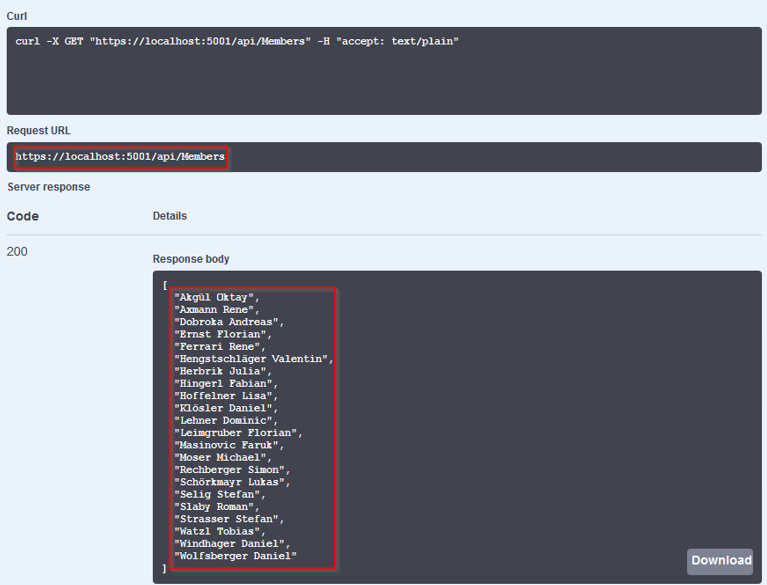 Curl
curl -X GET "https://localhost:5001/api/Members" -H "accept: text/plain"
Request URL
https://localhost:5001/api/Members
Server response
Code Details
200
Response body
[
"Akgül Oktay",
"Axmann Rene",
"Dobroka Andreas",
"Ernst Florian",
"Ferrari Rene",
"Hengstschläger Valentin",
"Herbrik Julia",
"Hingerl Fabian",
"Hoffelner Lisa",
"Klösler Daniel",
"Lehner Dominic",
"Leimgruber Florian",
"Masinovic Faruk",
"Moser Michael",
"Rechberger Simon",
"Schörkmayr Lukas",
"Selig Stefan",
"Slaby Roman",
"Strasser Stefan",
"Watzl Tobias",
"Windhager Daniel",
"Wolfsberger Daniel"
]
Download